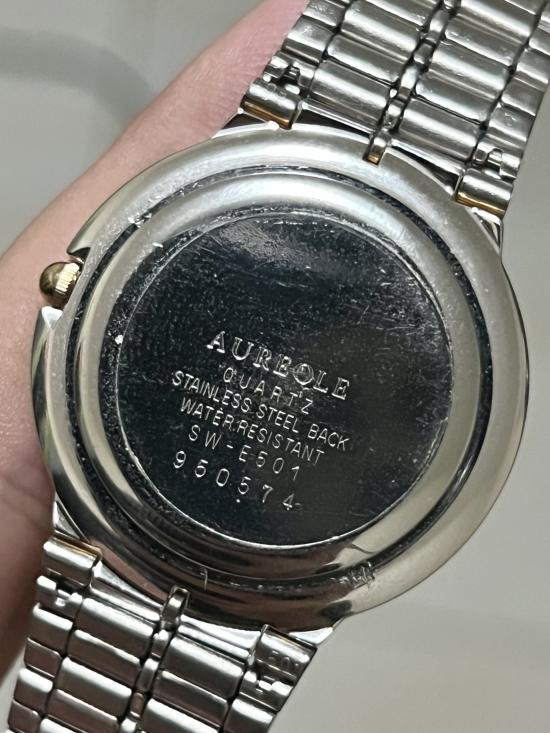 AUREOLE
QUARTZ
STAINLESS STEEL BACK
WATER RESISTANT
SW-E501
950574